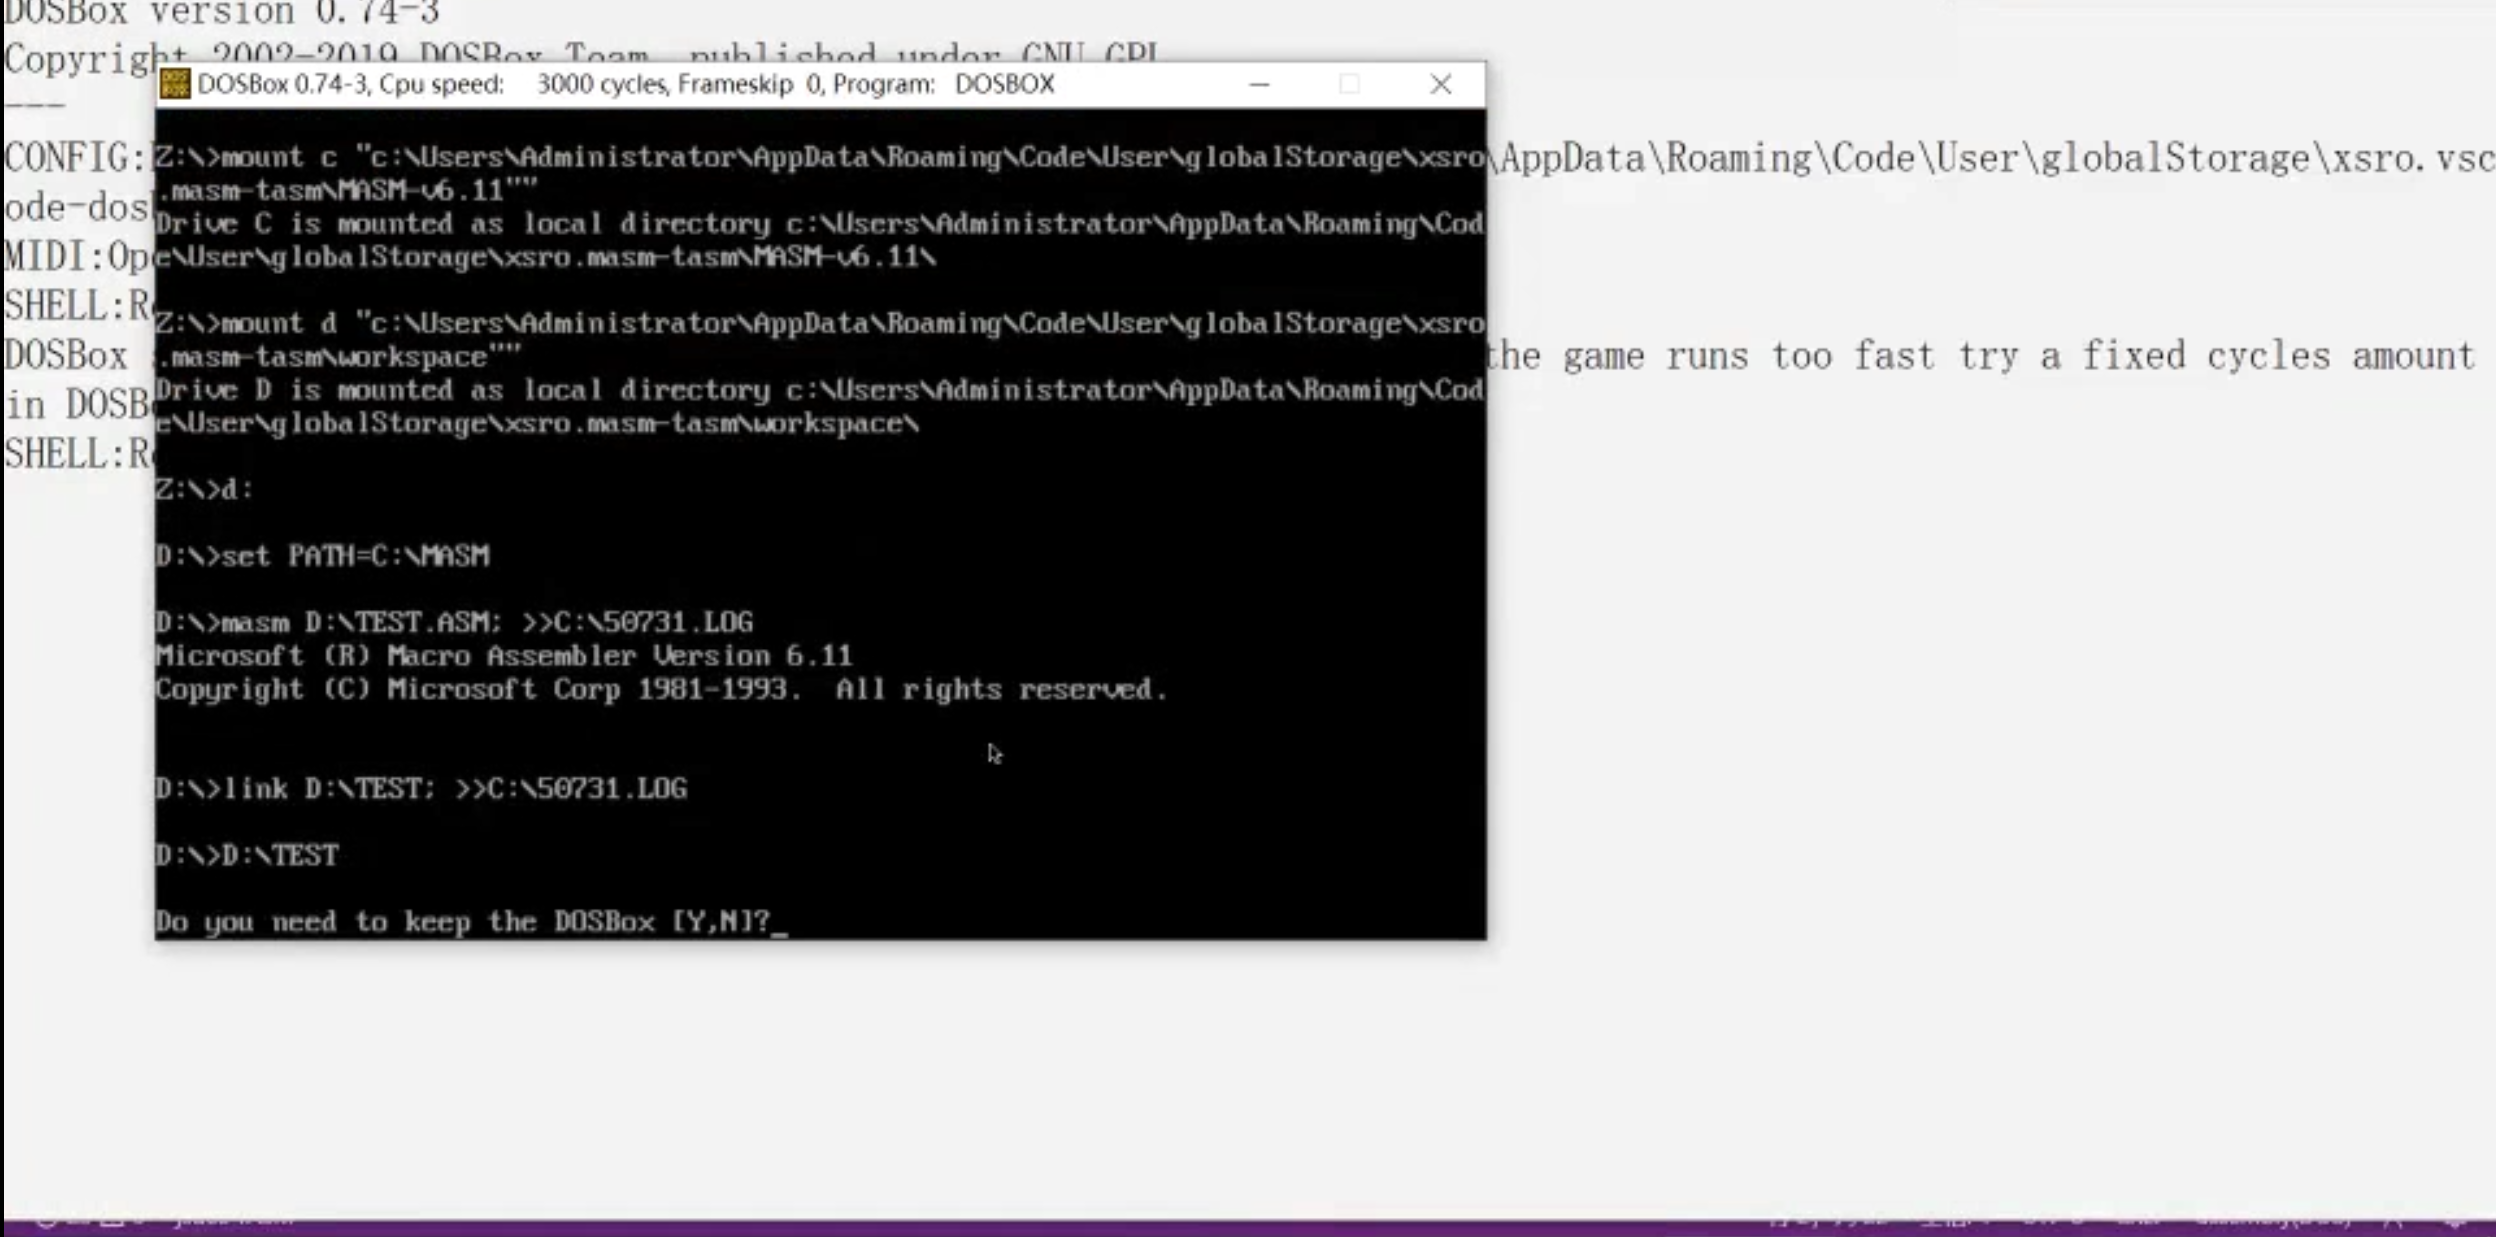 DOSBox version 0.74-3
Copyright 2002-2019 DOSBox Team, published under GNU GPL.
---
DOSBox 0.74-3, Cpu speed: 3000 cycles, Frameskip 0, Program: DOSBOX
CONFIG:
\AppData\Roaming\Code\User\globalStorage\xsro.vsc
ode-dos
MIDI:Op
SHELL:R
DOSBox
the game runs too fast try a fixed cycles amount
in DOSB
SHELL:R
Z:\>mount c "c:\Users\Administrator\AppData\Roaming\Code\User\globalStorage\xsro
.masm-tasm\MASM-v6.11""
Drive C is mounted as local directory c:\Users\Administrator\AppData\Roaming\Cod
e\User\globalStorage\xsro.masm-tasm\MASM-v6.11\
Z:\>mount d "c:\Users\Administrator\AppData\Roaming\Code\User\globalStorage\xsro
.masm-tasm\workspace""
Drive D is mounted as local directory c:\Users\Administrator\AppData\Roaming\Cod
e\User\globalStorage\xsro.masm-tasm\workspace\
Z:\>d:
D:\>set PATH=C:\MASM
D:\>masm D:\TEST.ASM; >>C:\50731.LOG
Microsoft (R) Macro Assembler Version 6.11
Copyright (C) Microsoft Corp 1981-1993. All rights reserved.
D:\>link D:\TEST; >>C:\50731.LOG
D:\>D:\TEST
Do you need to keep the DOSBox [Y,N]?_